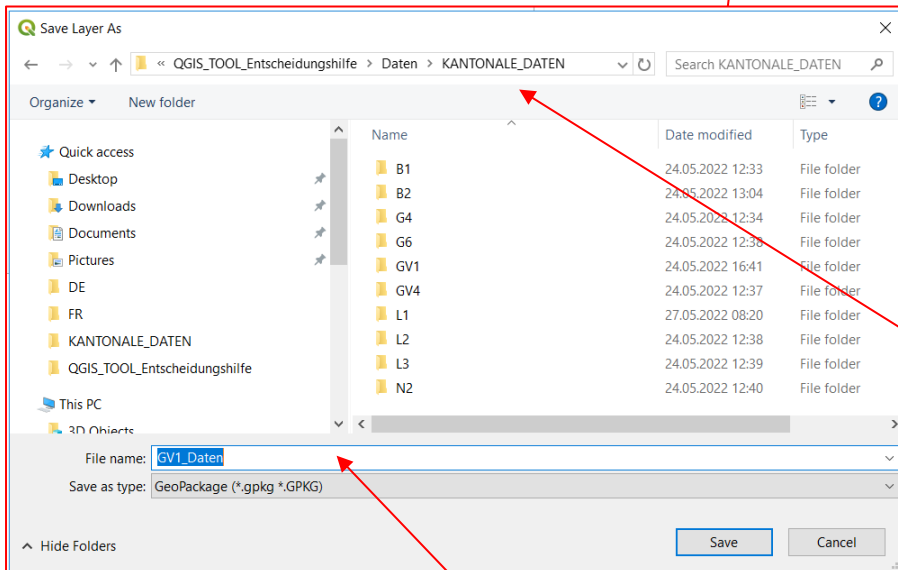 Save Layer As
« QGIS_TOOL_Entscheidungshilfe > Daten > KANTONALE_DATEN
Search KANTONALE_DATEN
Organize
New folder
Name Date modified Type
Quick access
Desktop
Downloads
Documents
Pictures
DE
FR
KANTONALE_DATEN
QGIS_TOOL_Entscheidungshilfe
This PC
3D Objects
B1 24.05.2022 12:33 File folder
B2 24.05.2022 13:04 File folder
G4 24.05.2022 12:34 File folder
G6 24.05.2022 12:38 File folder
GV1 24.05.2022 16:41 File folder
GV4 24.05.2022 12:37 File folder
L1 27.05.2022 08:20 File folder
L2 24.05.2022 12:38 File folder
L3 24.05.2022 12:39 File folder
N2 24.05.2022 12:40 File folder
File name: GV1_Daten
Save as type: GeoPackage (*.gpkg *.GPKG)
Hide Folders
Save
Cancel